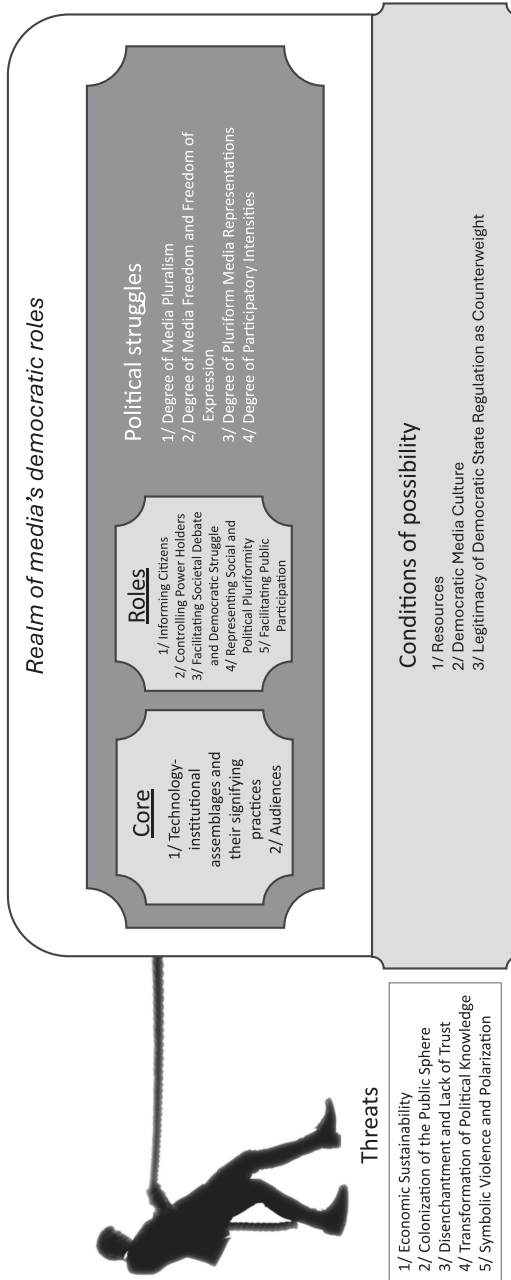 Realm of media's democratic roles
Core
1/ Technology-
institutional
assemblages and
their signifying
practices
2/ Audiences
Roles
1/ Informing Citizens
2/ Controlling Power Holders
3/ Facilitating Societal Debate
and Democratic Struggle
4/ Representing Social and
Political Pluriformity
5/ Facilitating Public
Participation
Political struggles
1/ Degree of Media Pluralism
2/ Degree of Media Freedom and Freedom of
Expression
3/ Degree of Pluriform Media Representations
4/ Degree of Participatory Intensities
Threats
1/ Economic Sustainability
2/ Colonization of the Public Sphere
3/ Disenchantment and Lack of Trust
4/ Transformation of Political Knowledge
5/ Symbolic Violence and Polarization
Conditions of possibility
1/ Resources
2/ Democratic Media Culture
3/ Legitimacy of Democratic State Regulation as Counterweight